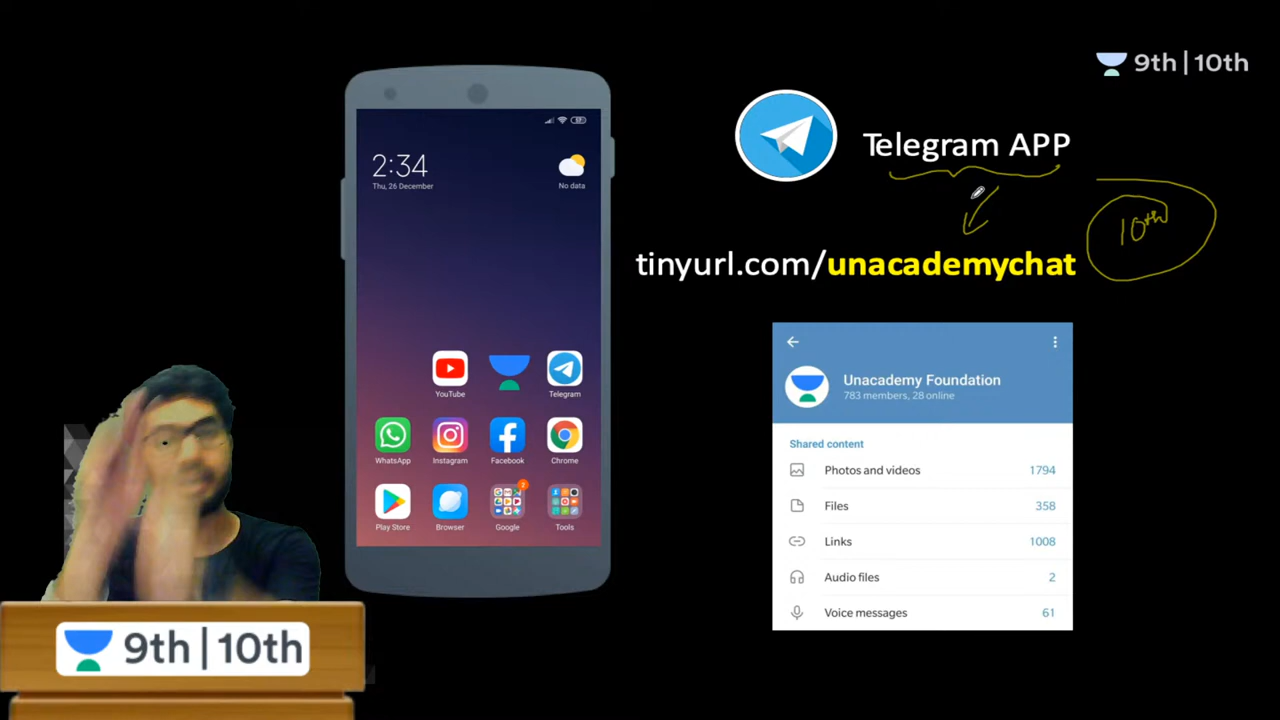 9th|10th
2:34
Thu, 26 December
No data
YouTube
Telegram
WhatsApp
Instagram
Facebook
Chrome
Play Store
Browser
Google
2
Tools
Telegram APP
10th
tinyurl.com/unacademychat
Unacademy Foundation
783 members, 28 online
Shared content
Photos and videos 1794
Files 358
Links 1008
Audio files 2
Voice messages 61
9th|10th